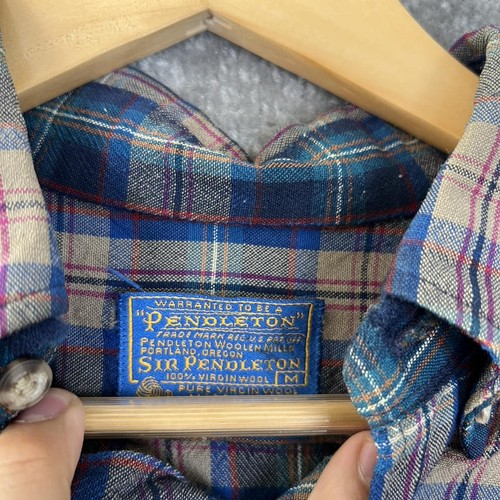 WARRANTED TO BE A
"PENDLETON"
TRADE MARK REG. U.S. PAT. OFF.
PENDLETON WOOLEN MILLS
PORTLAND, OREGON
SIR PENDLETON
100% VIRGIN WOOL M
PURE VIRGIN WOOL